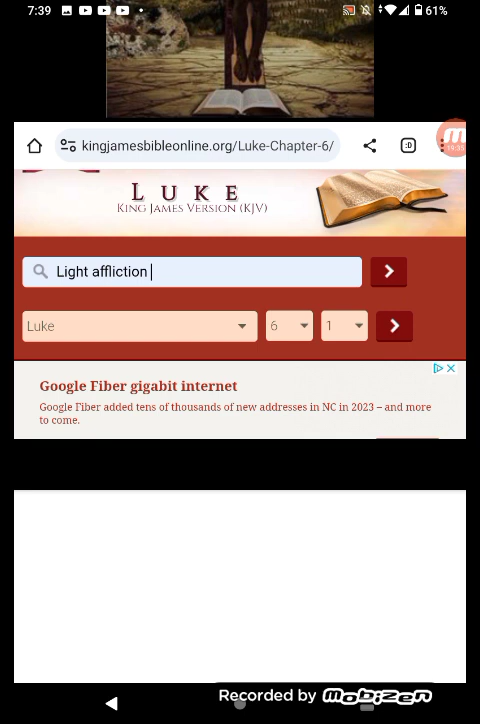 7:39
61%
kingjamesbibleonline.org/Luke-Chapter-6/
:D
19:35
LUKE
KING JAMES VERSION (KJV)
Light affliction
Luke 6 1
Google Fiber gigabit internet
Google Fiber added tens of thousands of new addresses in NC in 2023 – and more
to come.
Recorded by Mobizen